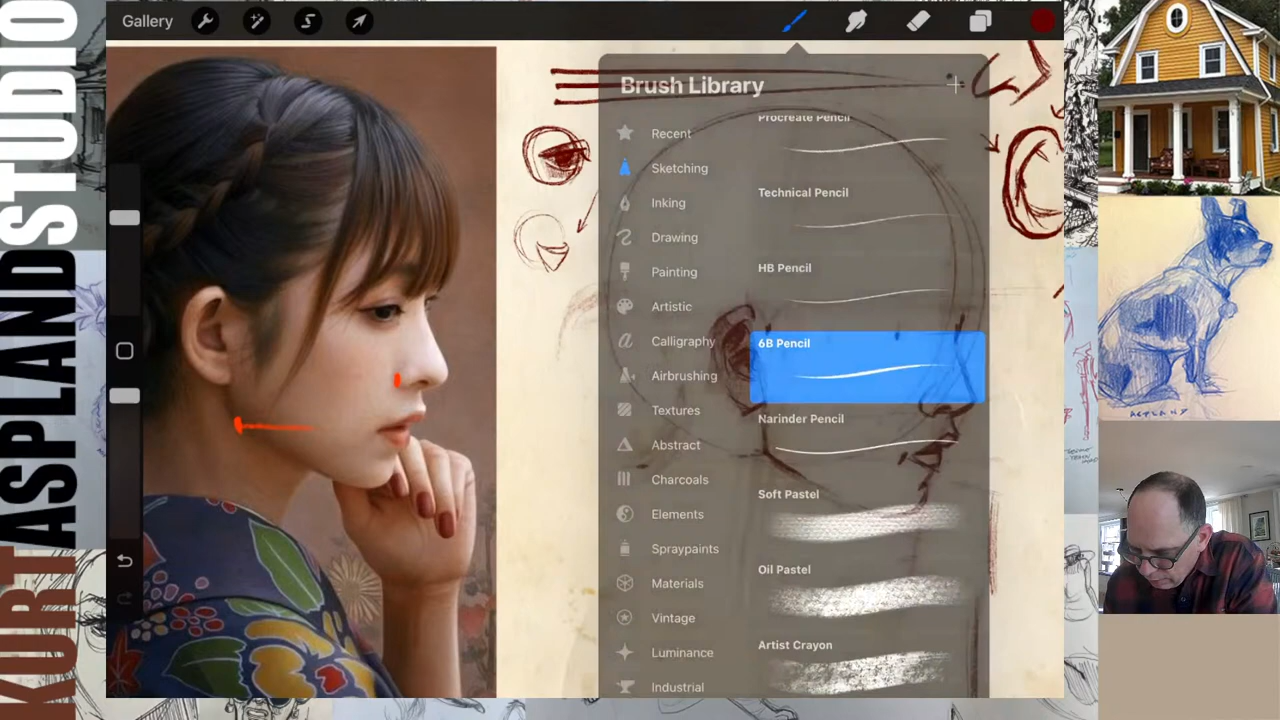 KURT ASPLAND STUDIO
Gallery
Brush Library
Recent
Sketching
Inking
Drawing
Painting
Artistic
Calligraphy
Airbrushing
Textures
Abstract
Charcoals
Elements
Spraypaints
Materials
Vintage
Luminance
Industrial
Procreate Pencil
Technical Pencil
HB Pencil
6B Pencil
Narinder Pencil
Soft Pastel
Oil Pastel
Artist Crayon